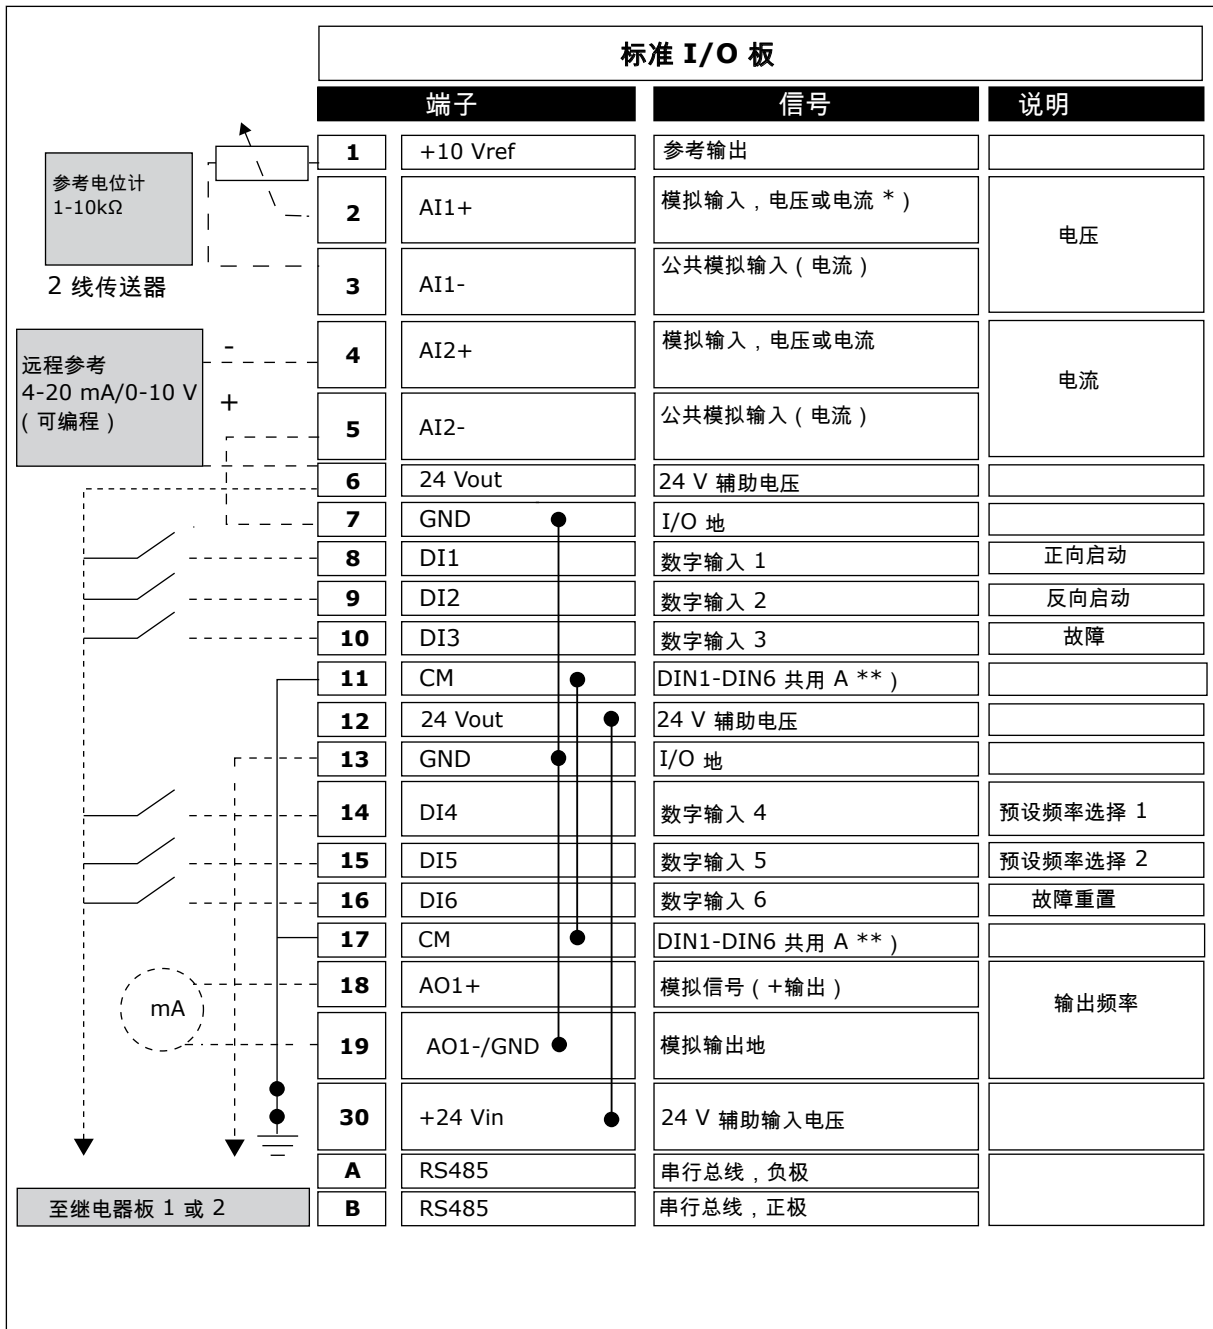 标准 I/O 板
端子 信号 说明
参考电位计
1-10kΩ
2 线传送器
远程参考
4-20 mA/0-10 V
(可编程)
-
+
1 +10 Vref 参考输出
2 AI1+ 模拟输入,电压或电流 *)
电压
3 AI1- 公共模拟输入(电流)
4 AI2+ 模拟输入,电压或电流
电流
5 AI2- 公共模拟输入(电流)
6 24 Vout 24 V 辅助电压
7 GND I/O 地
8 DI1 数字输入 1 正向启动
9 DI2 数字输入 2 反向启动
10 DI3 数字输入 3 故障
11 CM DIN1-DIN6 共用 A **)
12 24 Vout 24 V 辅助电压
13 GND I/O 地
14 DI4 数字输入 4 预设频率选择 1
15 DI5 数字输入 5 预设频率选择 2
16 DI6 数字输入 6 故障重置
17 CM DIN1-DIN6 共用 A **)
18 AO1+ 模拟信号(+输出)
输出频率
mA
19 AO1-/GND 模拟输出地
30 +24 Vin 24 V 辅助输入电压
A RS485 串行总线,负极
B RS485 串行总线,正极
至继电器板 1 或 2